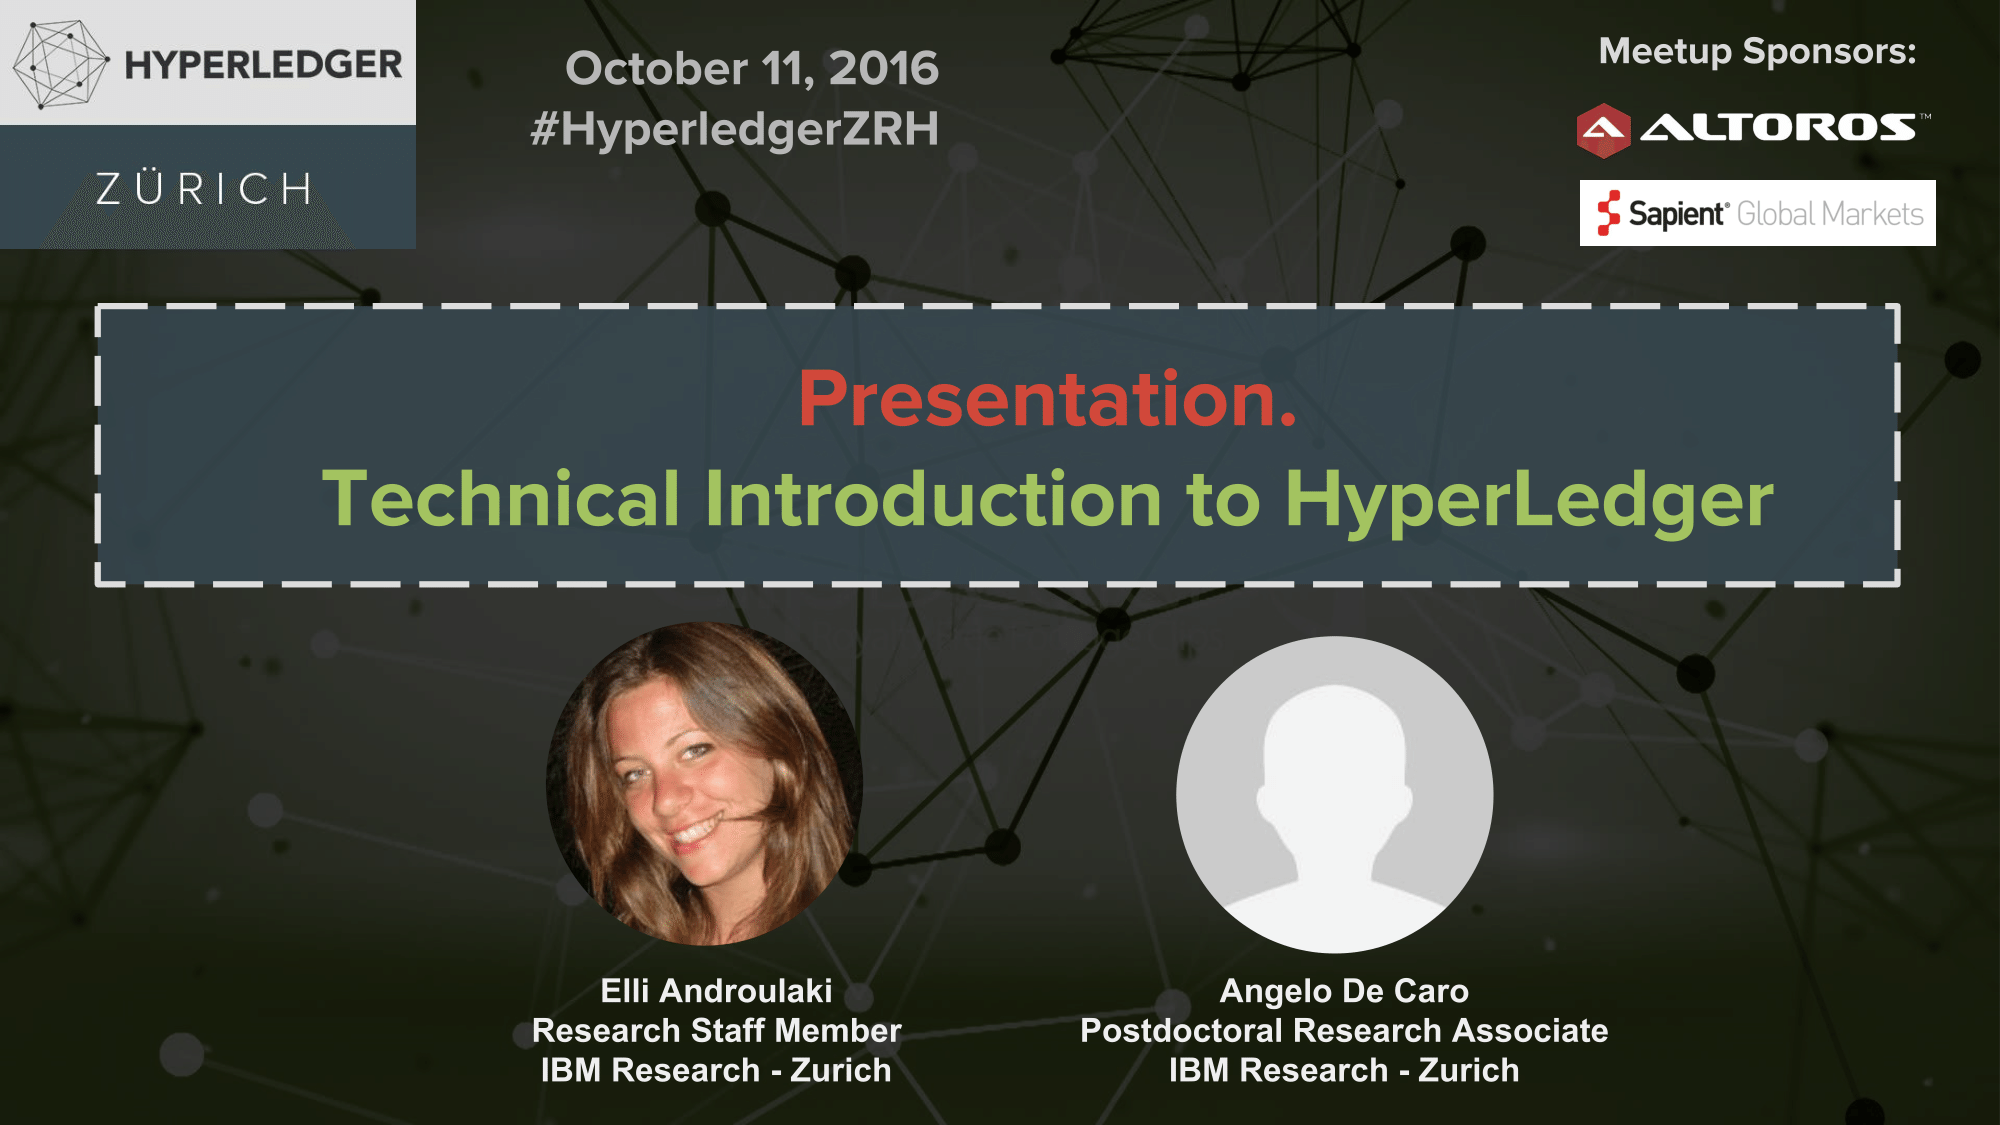 HYPERLEDGER
ZÜRICH
October 11, 2016
#HyperledgerZRH
Meetup Sponsors:
ALTOROS™
Sapient® Global Markets
Presentation.
Technical Introduction to HyperLedger
Elli Androulaki
Research Staff Member
IBM Research - Zurich
Angelo De Caro
Postdoctoral Research Associate
IBM Research - Zurich